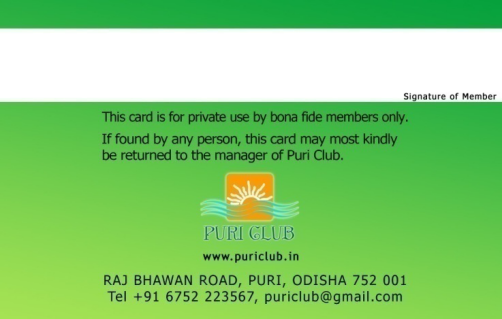 Signature of Member
This card is for private use by bona fide members only.
If found by any person, this card may most kindly
be returned to the manager of Puri Club.
PURI CLUB
www.puriclub.in
RAJ BHAWAN ROAD, PURI, ODISHA 752 001
Tel +91 6752 223567, puriclub@gmail.com